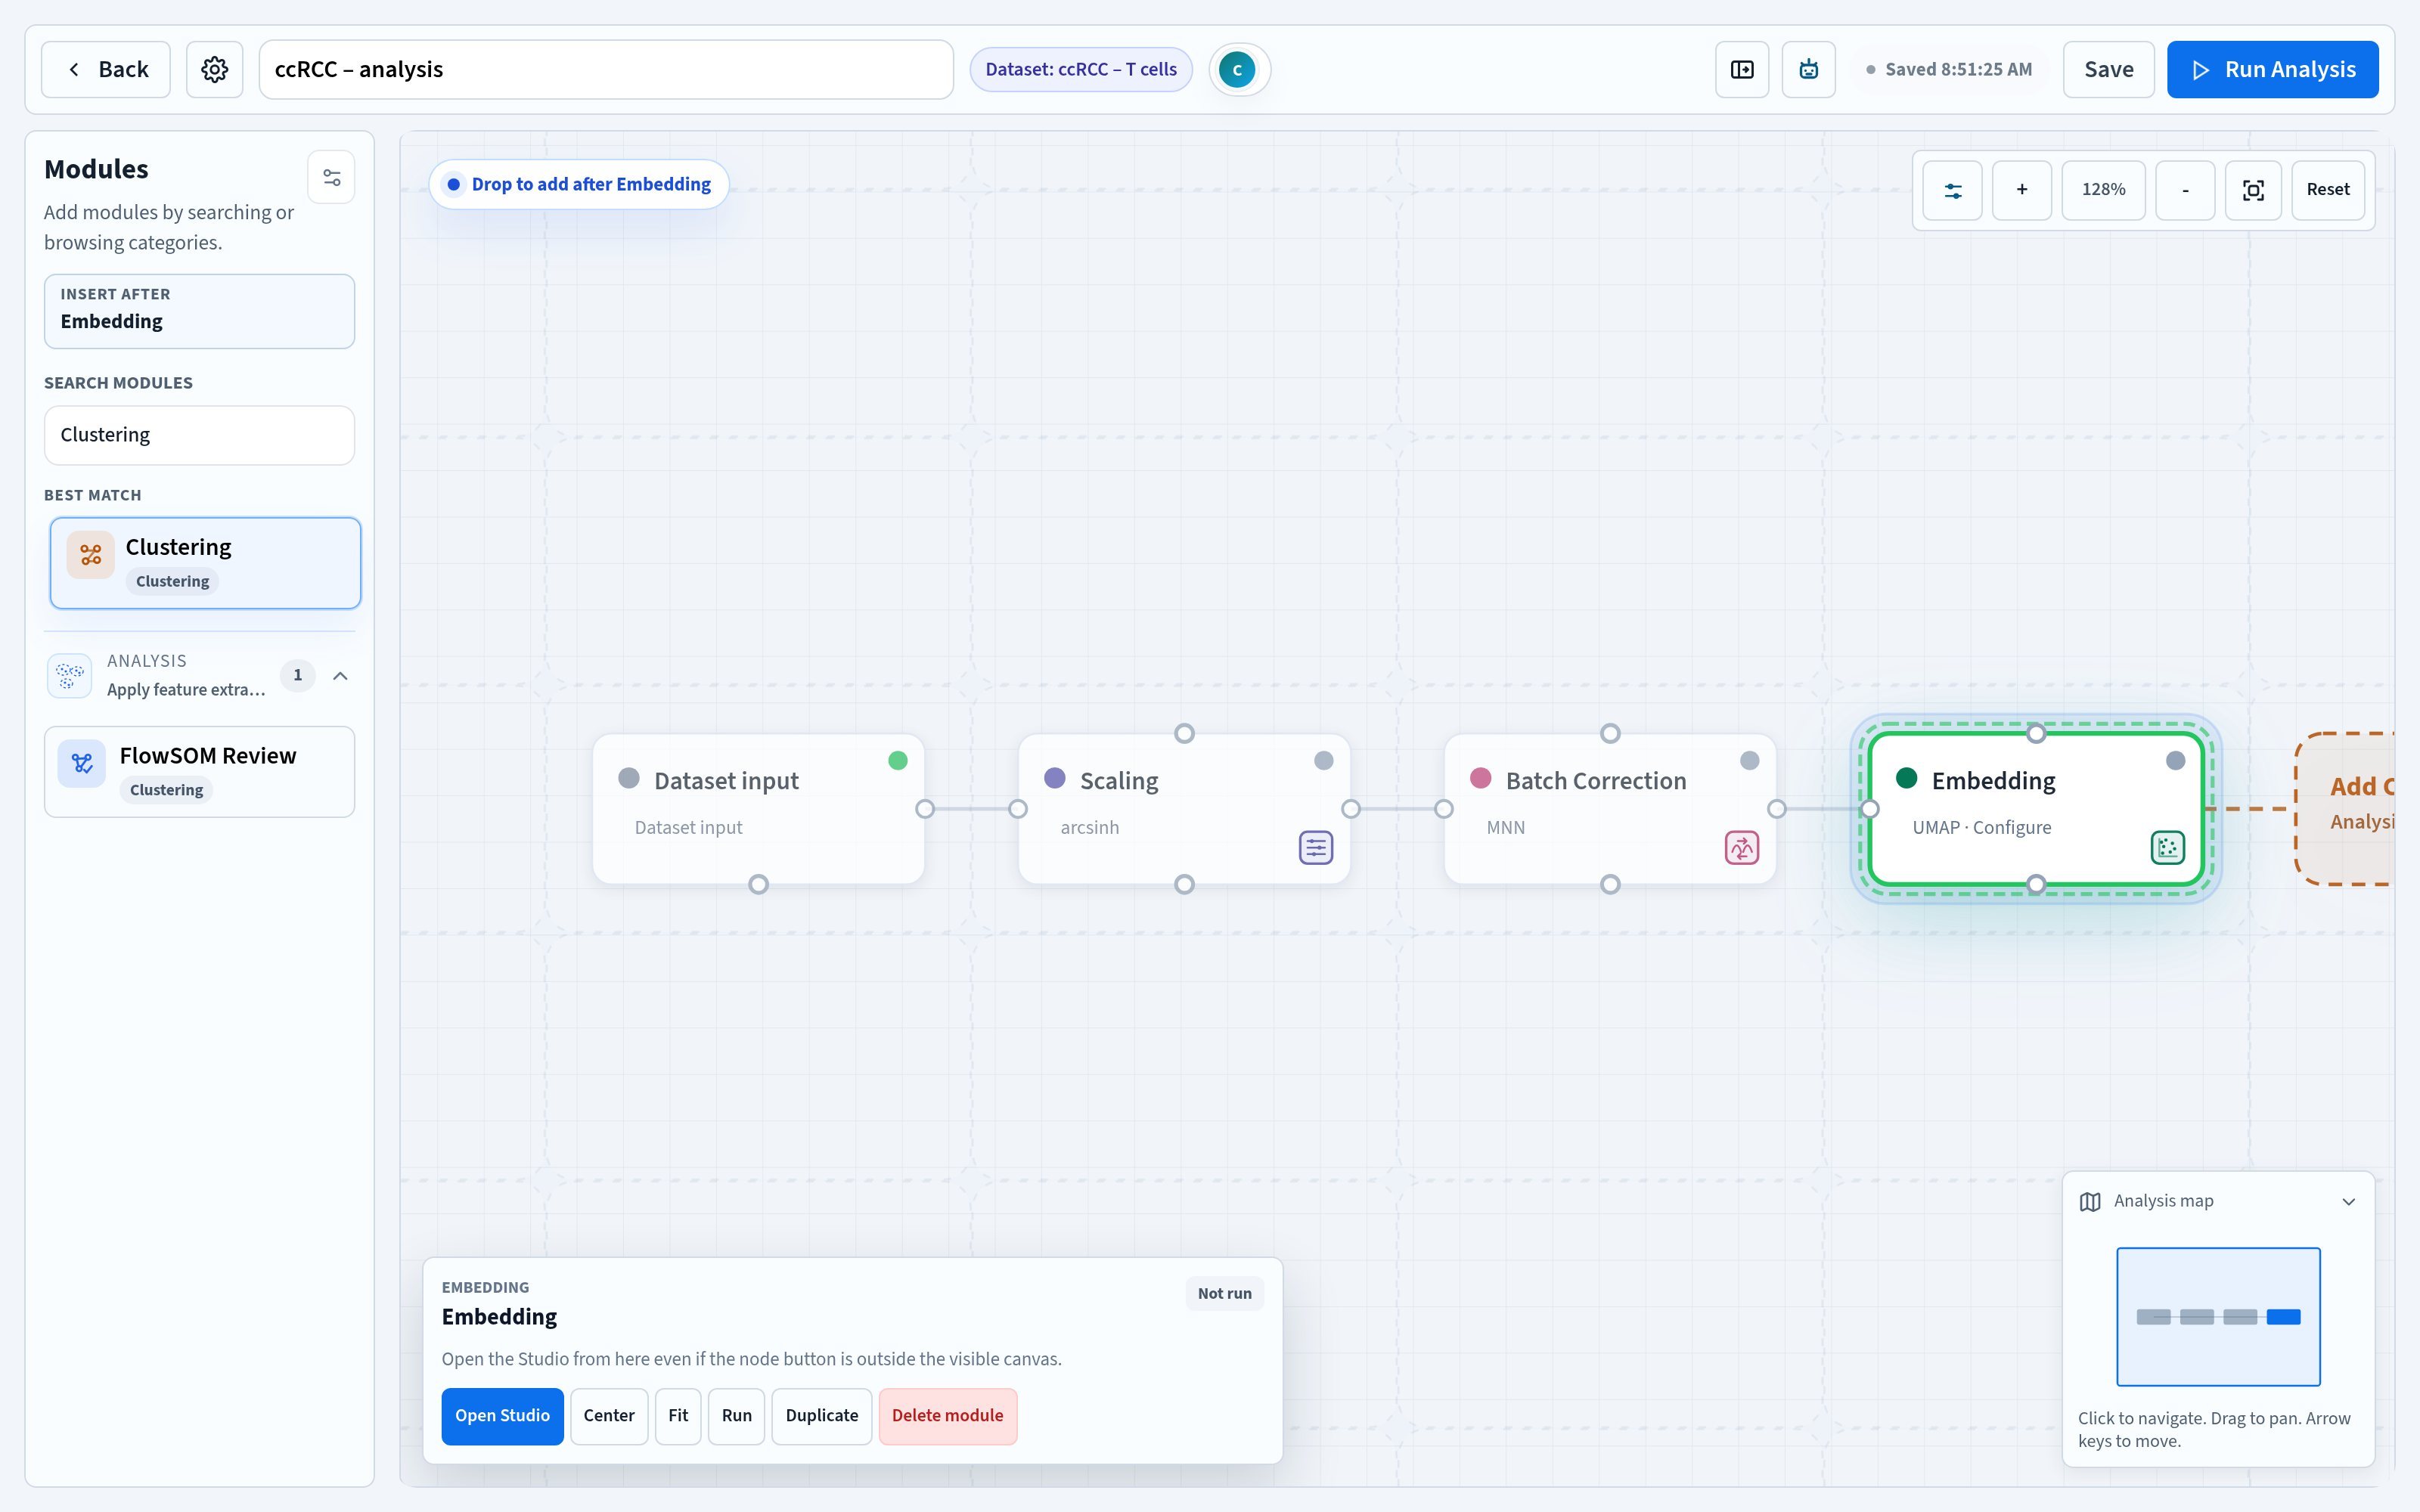 Back
ccRCC – analysis
Dataset: ccRCC – T cells
C
Saved 8:51:25 AM
Save
Run Analysis
Modules
Add modules by searching or
browsing categories.
INSERT AFTER
Embedding
SEARCH MODULES
Clustering
BEST MATCH
Clustering
Clustering
ANALYSIS
Apply feature extra...
1
FlowSOM Review
Clustering
Drop to add after Embedding
+
128%
-
Reset
Dataset input
Dataset input
Scaling
arcsinh
Batch Correction
MNN
Embedding
UMAP · Configure
Add
Analysi
EMBEDDING
Embedding
Not run
Open the Studio from here even if the node button is outside the visible canvas.
Open Studio
Center
Fit
Run
Duplicate
Delete module
Analysis map
Click to navigate. Drag to pan. Arrow
keys to move.